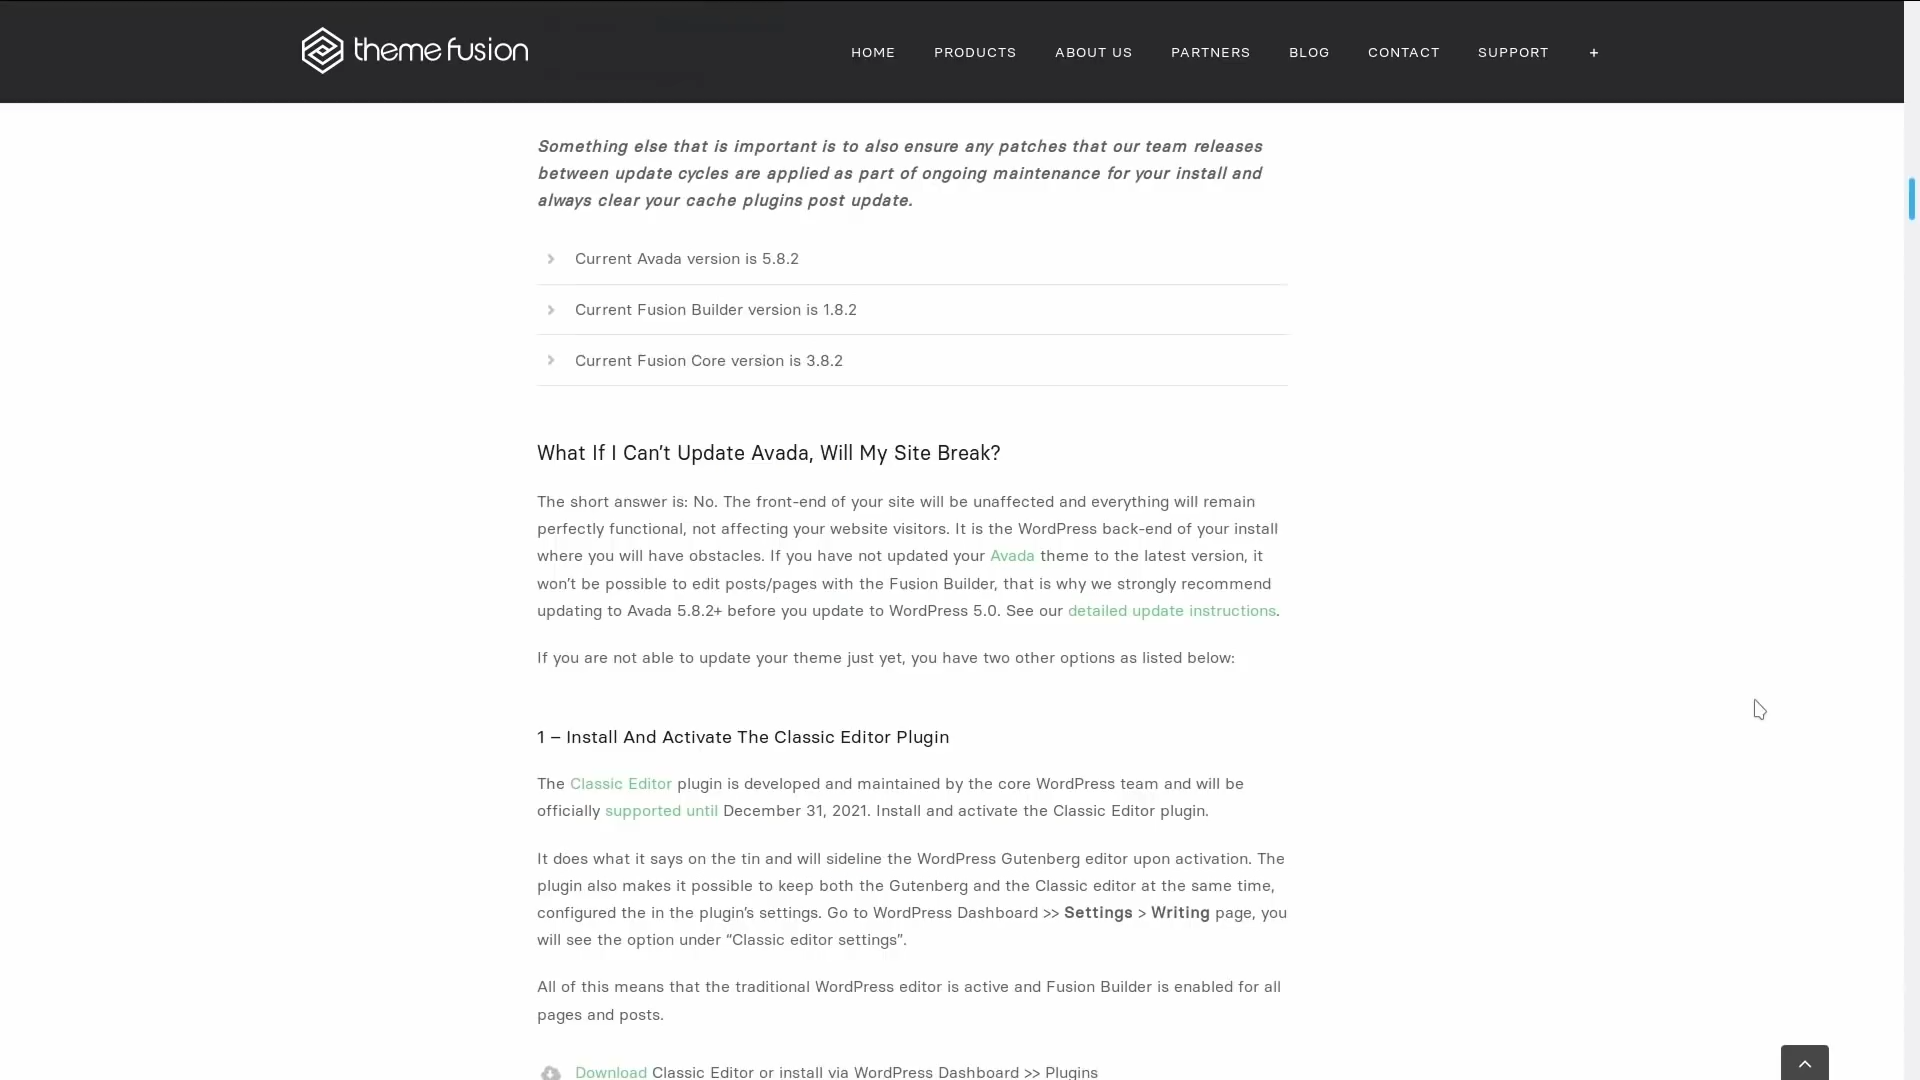 theme fusion
HOME PRODUCTS ABOUT US PARTNERS BLOG CONTACT SUPPORT +
Something else that is important is to also ensure any patches that our team releases
between update cycles are applied as part of ongoing maintenance for your install and
always clear your cache plugins post update.
Current Avada version is 5.8.2
Current Fusion Builder version is 1.8.2
Current Fusion Core version is 3.8.2
What If I Can’t Update Avada, Will My Site Break?
The short answer is: No. The front-end of your site will be unaffected and everything will remain
perfectly functional, not affecting your website visitors. It is the WordPress back-end of your install
where you will have obstacles. If you have not updated your Avada theme to the latest version, it
won’t be possible to edit posts/pages with the Fusion Builder, that is why we strongly recommend
updating to Avada 5.8.2+ before you update to WordPress 5.0. See our detailed update instructions.
If you are not able to update your theme just yet, you have two other options as listed below:
1 – Install And Activate The Classic Editor Plugin
The Classic Editor plugin is developed and maintained by the core WordPress team and will be
officially supported until December 31, 2021. Install and activate the Classic Editor plugin.
It does what it says on the tin and will sideline the WordPress Gutenberg editor upon activation. The
plugin also makes it possible to keep both the Gutenberg and the Classic editor at the same time,
configured the in the plugin’s settings. Go to WordPress Dashboard >> Settings > Writing page, you
will see the option under “Classic editor settings”.
All of this means that the traditional WordPress editor is active and Fusion Builder is enabled for all
pages and posts.
Download Classic Editor or install via WordPress Dashboard >> Plugins